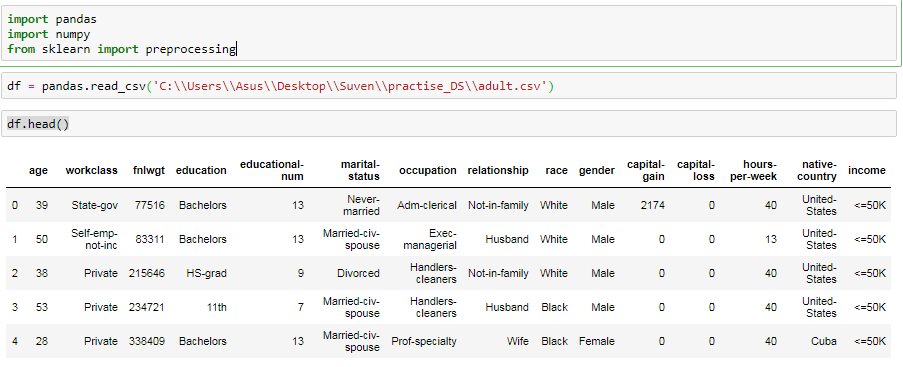 import pandas
import numpy
from sklearn import preprocessing
df = pandas.read_csv('C:\\Users\\Asus\\Desktop\\Suven\\practise_DS\\adult.csv')
df.head()
age workclass fnlwgt education educational-num marital-status occupation relationship race gender capital-gain capital-loss hours-per-week native-country income
0 39 State-gov 77516 Bachelors 13 Never-married Adm-clerical Not-in-family White Male 2174 0 40 United-States <=50K
1 50 Self-emp-not-inc 83311 Bachelors 13 Married-civ-spouse Exec-managerial Husband White Male 0 0 13 United-States <=50K
2 38 Private 215646 HS-grad 9 Divorced Handlers-cleaners Not-in-family White Male 0 0 40 United-States <=50K
3 53 Private 234721 11th 7 Married-civ-spouse Handlers-cleaners Husband Black Male 0 0 40 United-States <=50K
4 28 Private 338409 Bachelors 13 Married-civ-spouse Prof-specialty Wife Black Female 0 0 40 Cuba <=50K